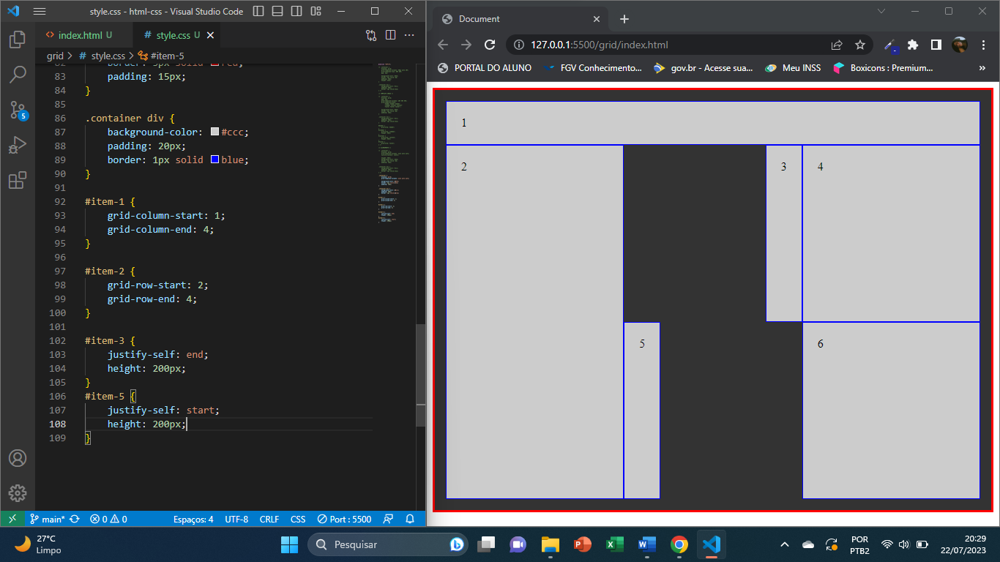 style.css - html-css - Visual Studio Code
index.html U
# style.css U
grid > # style.css > #item-5
82 border: 5px solid red;
83 padding: 15px;
84 }
85
86 .container div {
87 background-color: #ccc;
88 padding: 20px;
89 border: 1px solid blue;
90 }
91
92 #item-1 {
93 grid-column-start: 1;
94 grid-column-end: 4;
95 }
96
97 #item-2 {
98 grid-row-start: 2;
99 grid-row-end: 4;
100 }
101
102 #item-3 {
103 justify-self: end;
104 height: 200px;
105 }
106 #item-5 {
107 justify-self: start;
108 height: 200px;
109 }
5
main*
0 0
Espaços: 4
UTF-8
CRLF
CSS
Port : 5500
Document
127.0.0.1:5500/grid/index.html
PORTAL DO ALUNO
FGV Conhecimento...
gov.br - Acesse sua...
Meu INSS
Boxicons : Premium...
»
1
2
3
4
5
6
27°C
Limpo
Pesquisar
POR
PTB2
20:29
22/07/2023